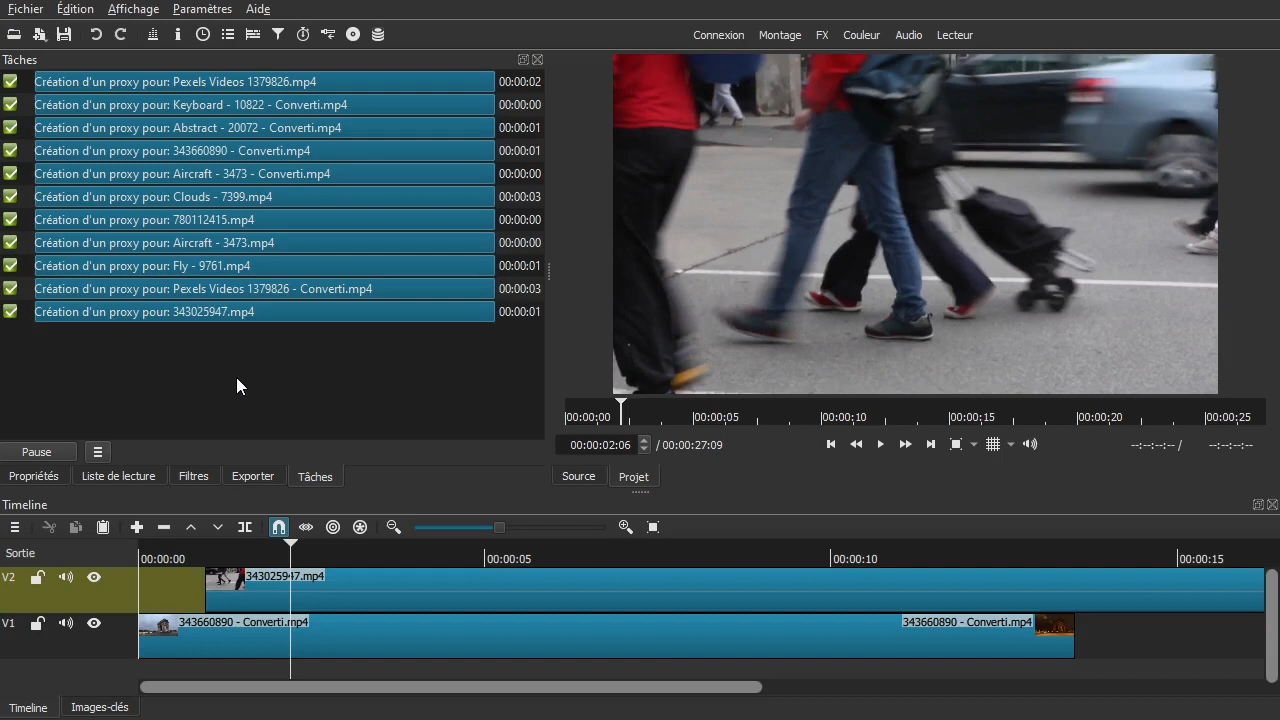 Fichier Édition Affichage Paramètres Aide
Connexion Montage FX Couleur Audio Lecteur
Tâches
Création d'un proxy pour: Pexels Videos 1379826.mp4 00:00:02
Création d'un proxy pour: Keyboard - 10822 - Converti.mp4 00:00:00
Création d'un proxy pour: Abstract - 20072 - Converti.mp4 00:00:01
Création d'un proxy pour: 343660890 - Converti.mp4 00:00:01
Création d'un proxy pour: Aircraft - 3473 - Converti.mp4 00:00:00
Création d'un proxy pour: Clouds - 7399.mp4 00:00:03
Création d'un proxy pour: 780112415.mp4 00:00:00
Création d'un proxy pour: Aircraft - 3473.mp4 00:00:00
Création d'un proxy pour: Fly - 9761.mp4 00:00:01
Création d'un proxy pour: Pexels Videos 1379826 - Converti.mp4 00:00:03
Création d'un proxy pour: 343025947.mp4 00:00:01
00:00:00 00:00:05 00:00:10 00:00:15 00:00:20 00:00:25
00:00:02:06 / 00:00:27:09 --:--:--:-- / --:--:--:--
Pause
Propriétés Liste de lecture Filtres Exporter Tâches Source Projet
Timeline
Sortie 00:00:00 00:00:05 00:00:10 00:00:15
V2 343025947.mp4
V1 343660890 - Converti.mp4 343660890 - Converti.mp4
Timeline Images-clés